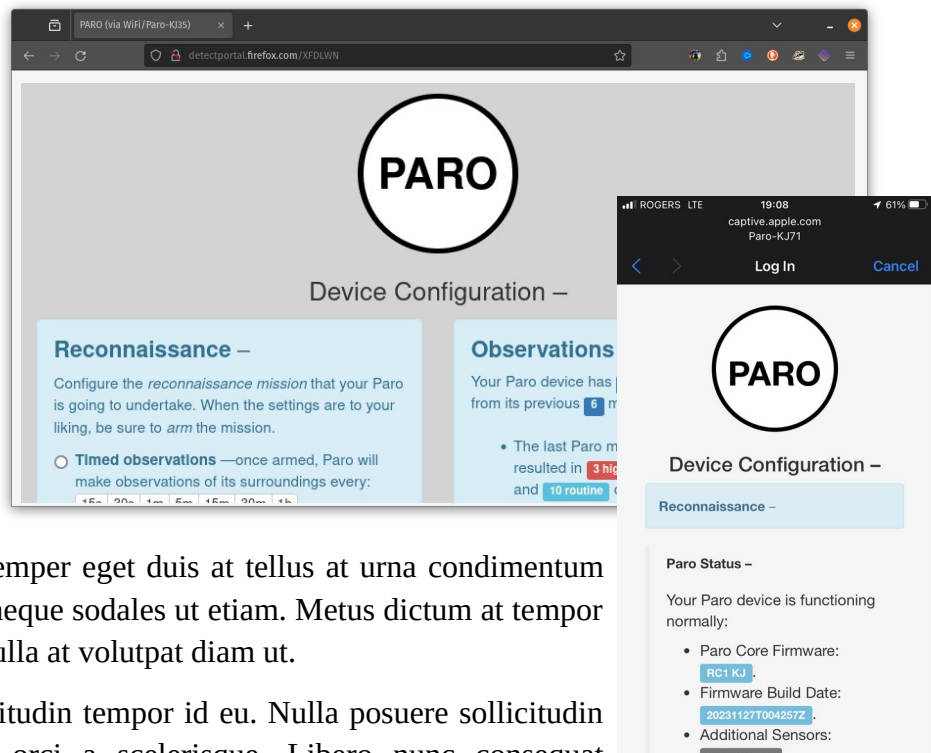 PARO (via WiFi/Paro-KJ35)
detectportal.firefox.com/XFDLWN
PARO
Device Configuration –
Reconnaissance –
Configure the reconnaissance mission that your Paro
is going to undertake. When the settings are to your
liking, be sure to arm the mission.
Timed observations —once armed, Paro will
make observations of its surroundings every:
15s 30s 1m 5m 15m 30m 1h
Observations
Your Paro device has
from its previous 6
The last Paro
resulted in 3
and 10 routine
ROGERS LTE 19:08 61%
captive.apple.com
Paro-KJ71
Log In Cancel
PARO
Device Configuration –
Reconnaissance –
Paro Status –
Your Paro device is functioning
normally:
• Paro Core Firmware:
RC1 KJ .
• Firmware Build Date:
20231127T004257Z .
• Additional Sensors:
eget duis at tellus at urna condimentum
neque sodales ut etiam. Metus dictum at tempor
at volutpat diam ut.
tempor id eu. Nulla posuere sollicitudin
orci a scelerisque. Libero nunc consequat